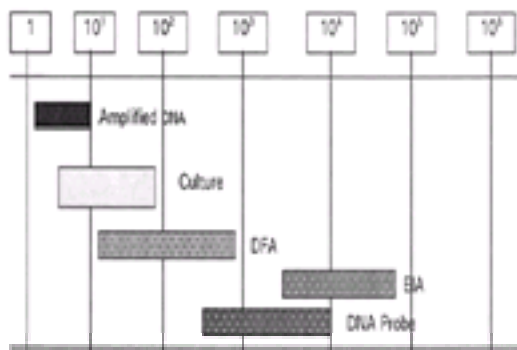 1 10¹ 10² 10³ 10⁴ 10⁵ 10⁶
Amplified DNA
Culture
DFA
EIA
DNA Probe